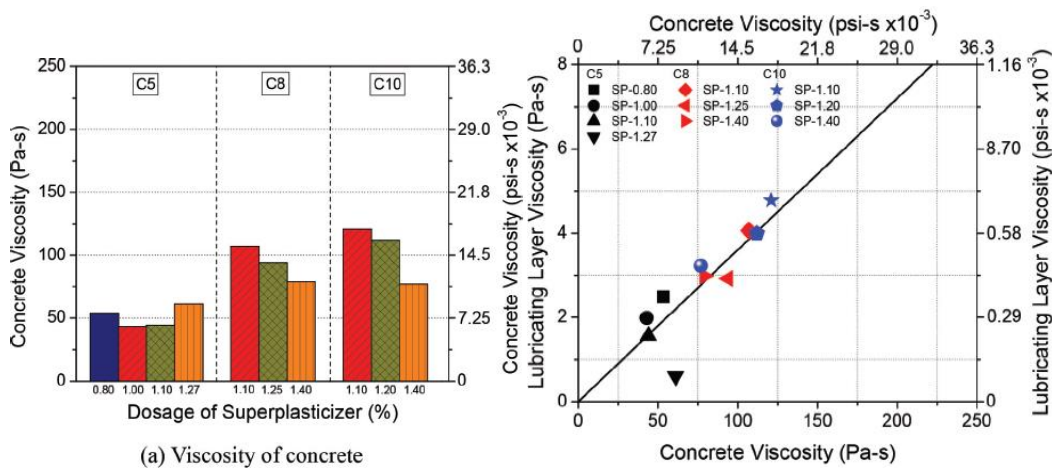 C5 C8 C10
250 36.3
200 29.0
150 21.8
100 14.5
50 7.25
0 0
0.80 1.00 1.10 1.27 1.10 1.25 1.40 1.10 1.20 1.40
Concrete Viscosity (Pa-s)
Concrete Viscosity (psi-s x10-3)
Dosage of Superplasticizer (%)
(a) Viscosity of concrete
Concrete Viscosity (psi-s x10-3)
0 7.25 14.5 21.8 29.0 36.3
C5 C8 C10
SP-0.80 SP-1.10 SP-1.10
SP-1.00 SP-1.25 SP-1.20
SP-1.10 SP-1.40 SP-1.40
SP-1.27
8 1.16
6 8.70
4 0.58
2 0.29
0 0
Lubricating Layer Viscosity (Pa-s)
Lubricating Layer Viscosity (psi-s x10-3)
0 50 100 150 200 250
Concrete Viscosity (Pa-s)